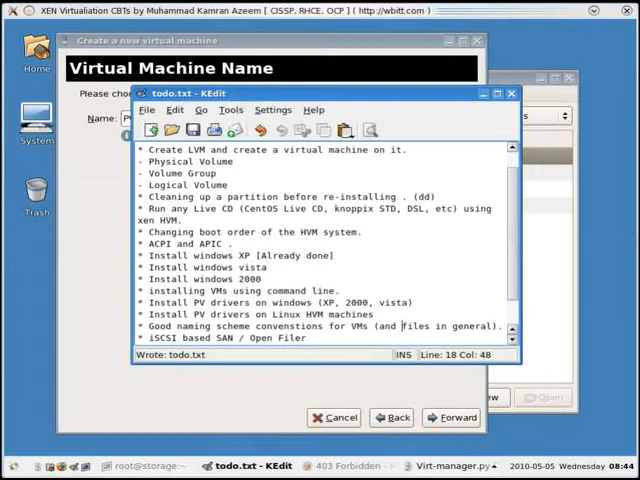 XEN Virtualiation CBTs by Muhammad Kamran Azeem [ CISSP, RHCE, OCP ] ( http://wbitt.com )
Home
System
Trash
Create a new virtual machine
Virtual Machine Name
Please choo
Name:
todo.txt - KEdit
File Edit Go Tools Settings Help
* Create LVM and create a virtual machine on it.
- Physical Volume
- Volume Group
- Logical Volume
* Cleaning up a partition before re-installing . (dd)
* Run any Live CD (CentOS Live CD, knoppix STD, DSL, etc) using
xen HVM.
* Changing boot order of the HVM system.
* ACPI and APIC .
* Install windows XP [Already done]
* Install windows vista
* Install windows 2000
* installing VMs using command line.
* Install PV drivers on windows (XP, 2000, vista)
* Install PV drivers on Linux HVM machines
* Good naming scheme convenstions for VMs (and files in general).
* iSCSI based SAN / Open Filer
Wrote: todo.txt INS Line: 18 Col: 48
Cancel Back Forward
ew Open
root@storage:~ todo.txt - KEdit 403 Forbidden - Virt-manager.py 2010-05-05 Wednesday 08:44